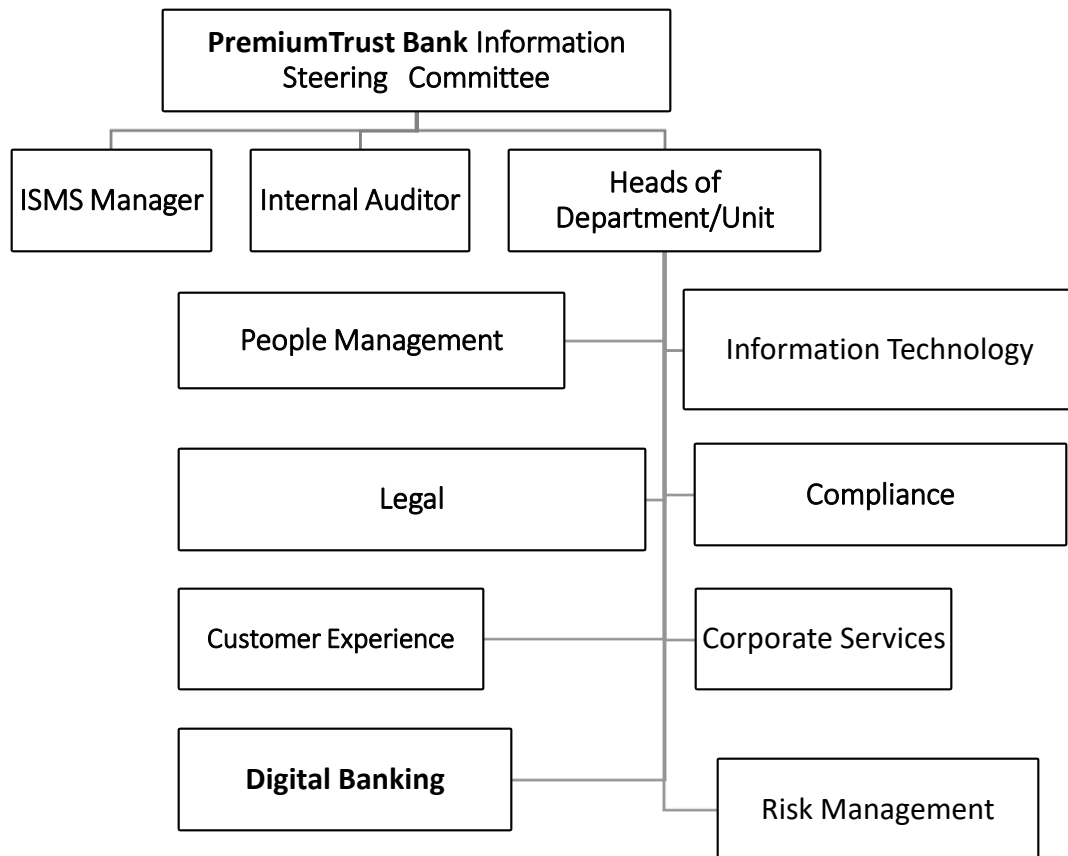 PremiumTrust Bank Information
Steering Committee
ISMS Manager
Internal Auditor
Heads of
Department/Unit
People Management
Information Technology
Legal
Compliance
Customer Experience
Corporate Services
Digital Banking
Risk Management